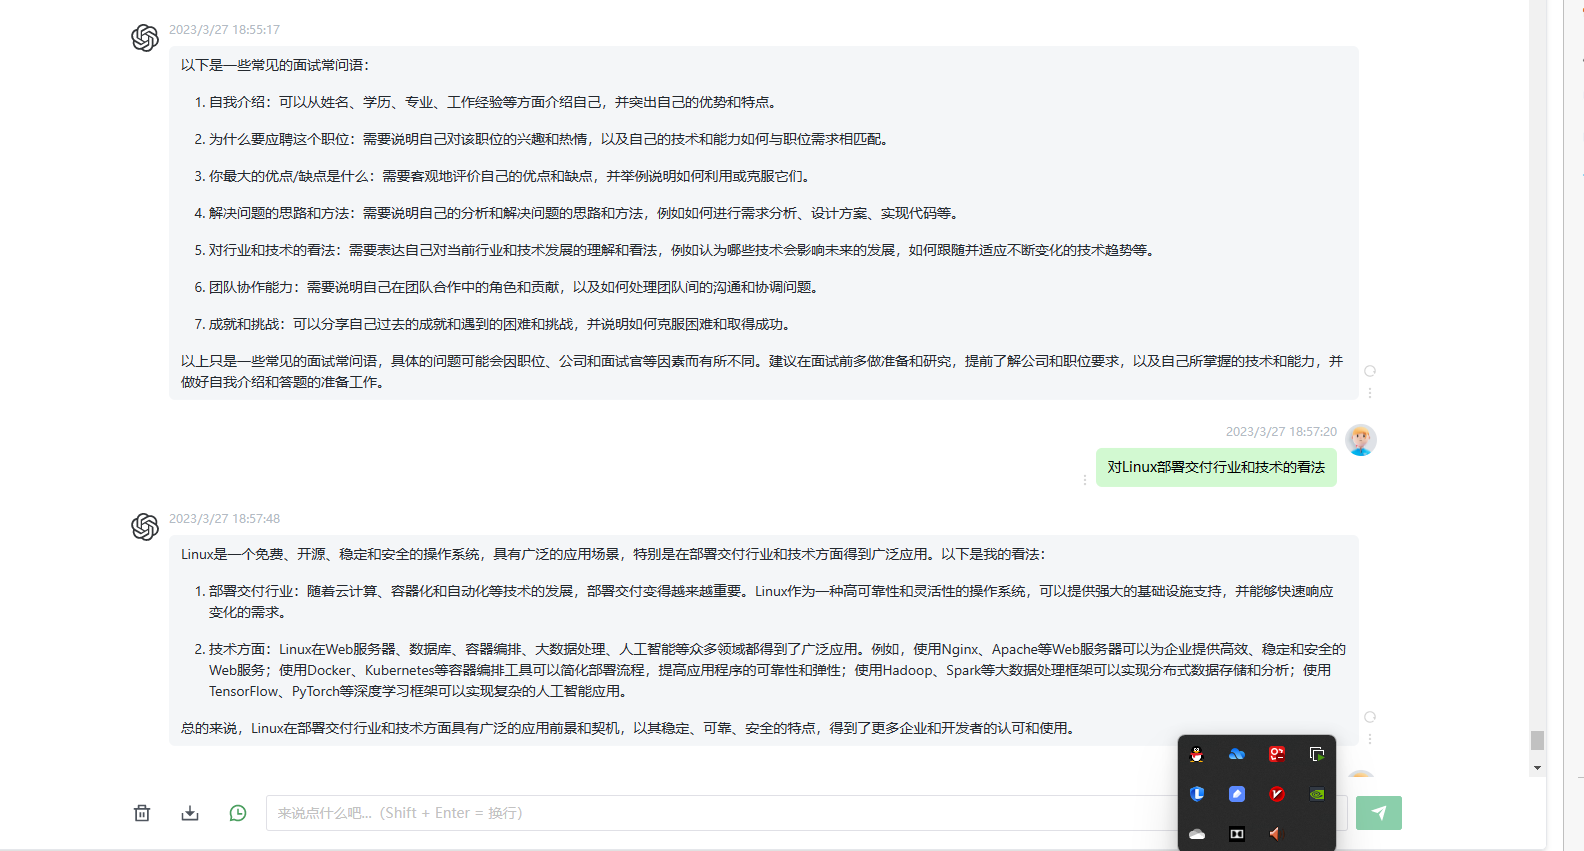 2023/3/27 18:55:17
以下是一些常见的面试常问语：
1. 自我介绍：可以从姓名、学历、专业、工作经验等方面介绍自己，并突出自己的优势和特点。
2. 为什么要应聘这个职位：需要说明自己对该职位的兴趣和热情，以及自己的技术和能力如何与职位需求相匹配。
3. 你最大的优点/缺点是什么：需要客观地评价自己的优点和缺点，并举例说明如何利用或克服它们。
4. 解决问题的思路和方法：需要说明自己的分析和解决问题的思路和方法，例如如何进行需求分析、设计方案、实现代码等。
5. 对行业和技术的看法：需要表达自己对当前行业和技术发展的理解和看法，例如认为哪些技术会影响未来的发展，如何跟随并适应不断变化的技术趋势等。
6. 团队协作能力：需要说明自己在团队合作中的角色和贡献，以及如何处理团队间的沟通和协调问题。
7. 成就和挑战：可以分享自己过去的成就和遇到的困难和挑战，并说明如何克服困难和取得成功。
以上只是一些常见的面试常问语，具体的问题可能会因职位、公司和面试官等因素而有所不同。建议在面试前多做准备和研究，提前了解公司和职位要求，以及自己所掌握的技术和能力，并
做好自我介绍和答题的准备工作。
2023/3/27 18:57:20
对Linux部署交付行业和技术的看法
2023/3/27 18:57:48
Linux是一个免费、开源、稳定和安全的操作系统，具有广泛的应用场景，特别是在部署交付行业和技术方面得到广泛应用。以下是我的看法：
1. 部署交付行业：随着云计算、容器化和自动化等技术的发展，部署交付变得越来越重要。Linux作为一种高可靠性和灵活性的操作系统，可以提供强大的基础设施支持，并能够快速响应
变化的需求。
2. 技术方面：Linux在Web服务器、数据库、容器编排、大数据处理、人工智能等众多领域都得到了广泛应用。例如，使用Nginx、Apache等Web服务器可以为企业提供高效、稳定和安全的
Web服务；使用Docker、Kubernetes等容器编排工具可以简化部署流程，提高应用程序的可靠性和弹性；使用Hadoop、Spark等大数据处理框架可以实现分布式数据存储和分析；使用
TensorFlow、PyTorch等深度学习框架可以实现复杂的人工智能应用。
总的来说，Linux在部署交付行业和技术方面具有广泛的应用前景和契机，以其稳定、可靠、安全的特点，得到了更多企业和开发者的认可和使用。
来说点什么吧...（Shift + Enter = 换行）